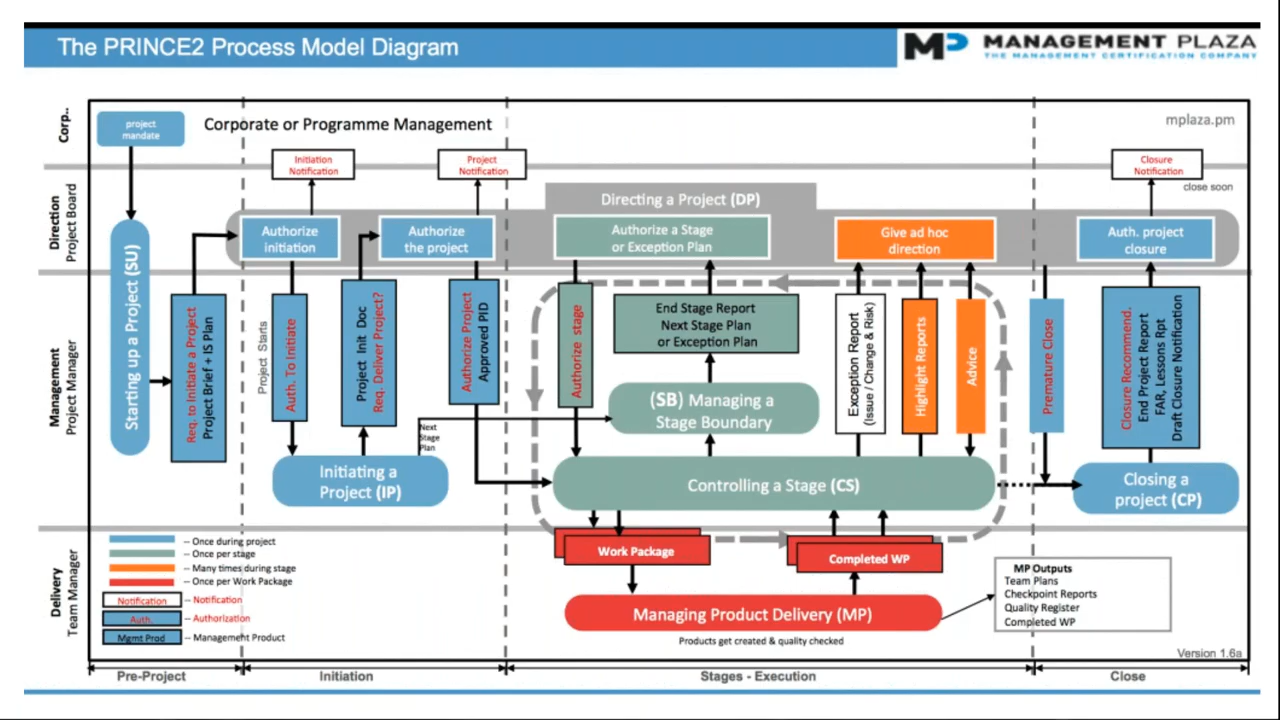 The PRINCE2 Process Model Diagram
MP MANAGEMENT PLAZA
THE MANAGEMENT CERTIFICATION COMPANY
Corp..
project
mandate
Corporate or Programme Management
mplaza.pm
Initiation
Notification
Project
Notification
Closure
Notification
close soon
Direction
Project Board
Directing a Project (DP)
Authorize
initiation
Authorize
the project
Authorize a Stage
or Exception Plan
Give ad hoc
direction
Auth. project
closure
Management
Project Manager
Starting up a Project (SU)
Req. to Initiate a Project
Project Brief + IS Plan
Project Starts
Auth. To Initiate
Project Init Doc
Req. Deliver Project?
Authorize Project
Approved PID
Authorize stage
End Stage Report
Next Stage Plan
or Exception Plan
Exception Report
(Issue / Change & Risk)
Highlight Reports
Advice
Premature Close
Closure Recommend.
End Project Report
FAR, Lessons Rpt
Draft Closure Notification
(SB) Managing a
Stage Boundary
Next
Stage
Plan
Initiating a
Project (IP)
Controlling a Stage (CS)
Closing a
project (CP)
Delivery
Team Manager
– Once during project
– Once per stage
– Many times during stage
– Once per Work Package
Notification – Notification
Auth. – Authorization
Mgmt Prod – Management Product
Work Package
Completed WP
Managing Product Delivery (MP)
Products get created & quality checked
MP Outputs
Team Plans
Checkpoint Reports
Quality Register
Completed WP
Version 1.6a
Pre-Project
Initiation
Stages - Execution
Close